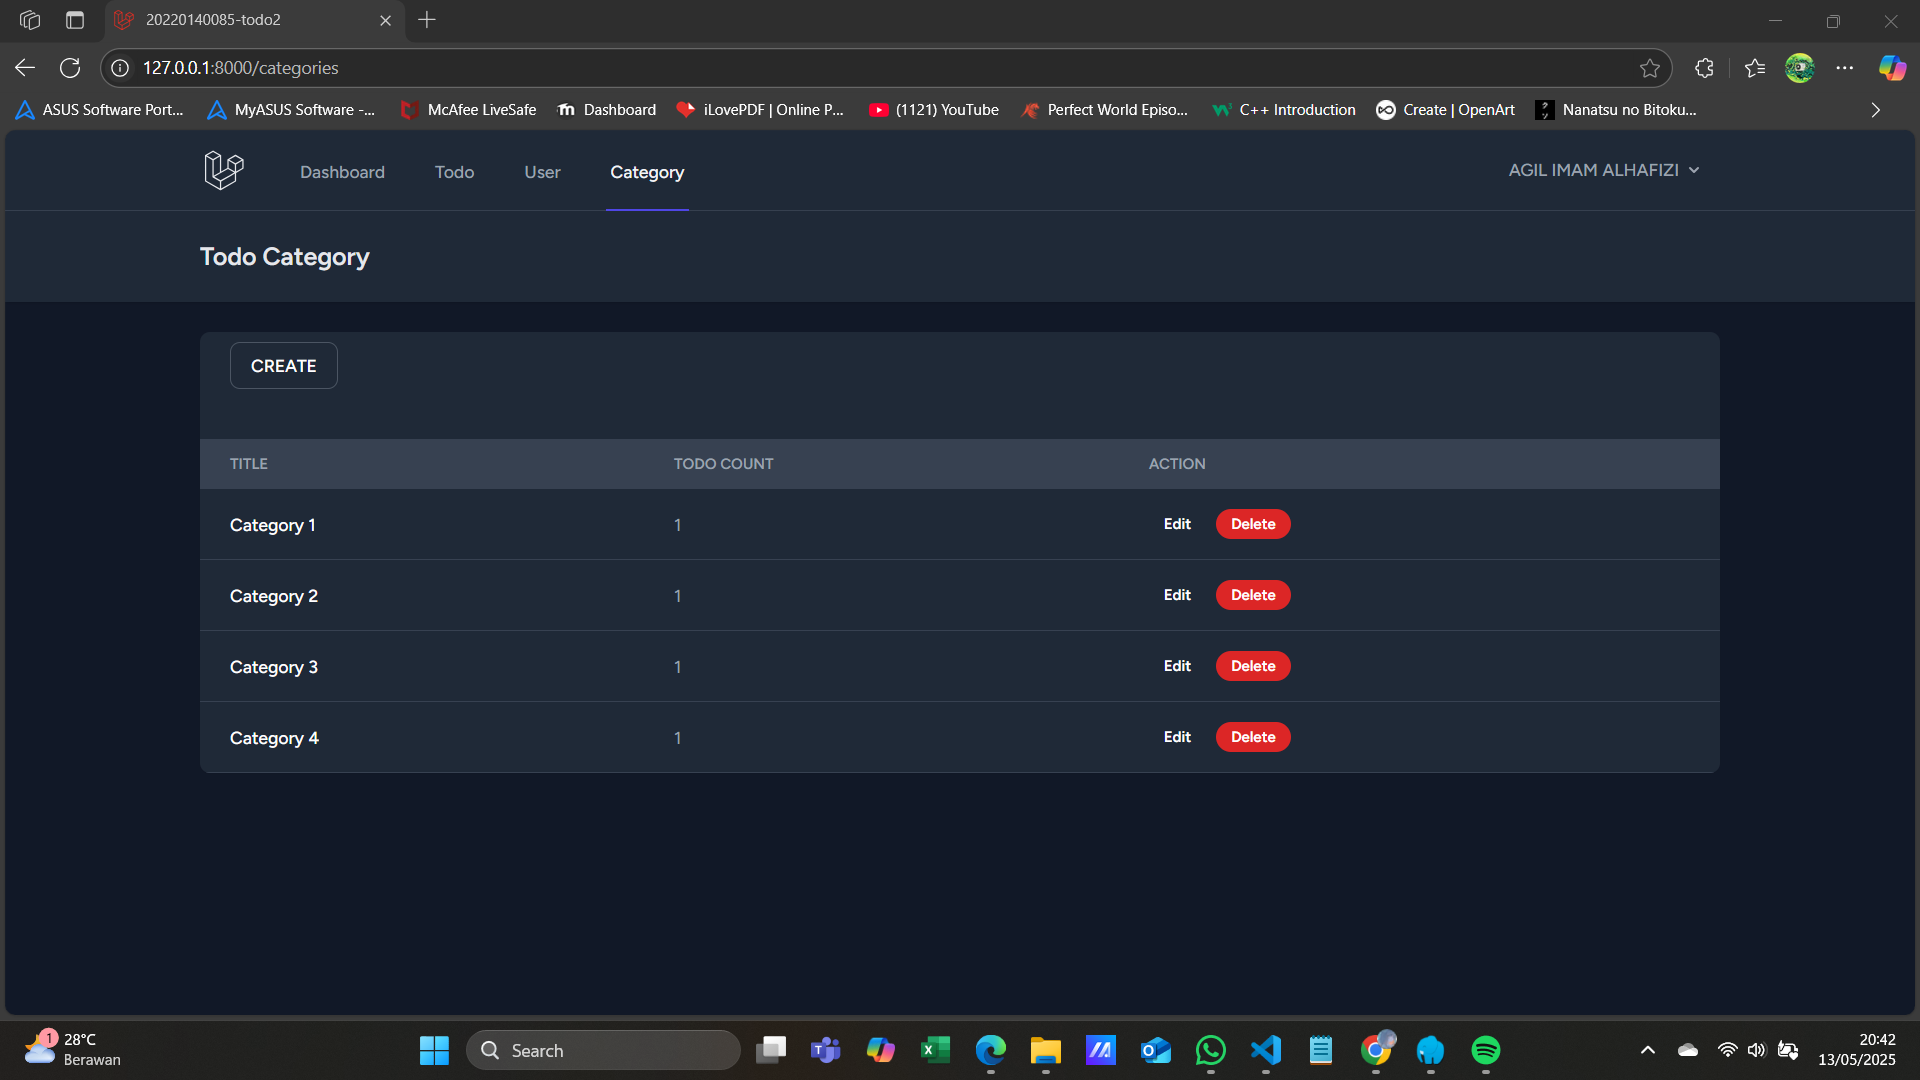 20220140085-todo2
127.0.0.1:8000/categories
ASUS Software Port... MyASUS Software -... McAfee LiveSafe Dashboard iLovePDF | Online P... (1121) YouTube Perfect World Episo... C++ Introduction Create | OpenArt Nanatsu no Bitoku...
Dashboard Todo User Category AGIL IMAM ALHAFIZI
Todo Category
CREATE
TITLE TODO COUNT ACTION
Category 1 1 Edit Delete
Category 2 1 Edit Delete
Category 3 1 Edit Delete
Category 4 1 Edit Delete
1 28°C
Berawan
Search
20:42
13/05/2025